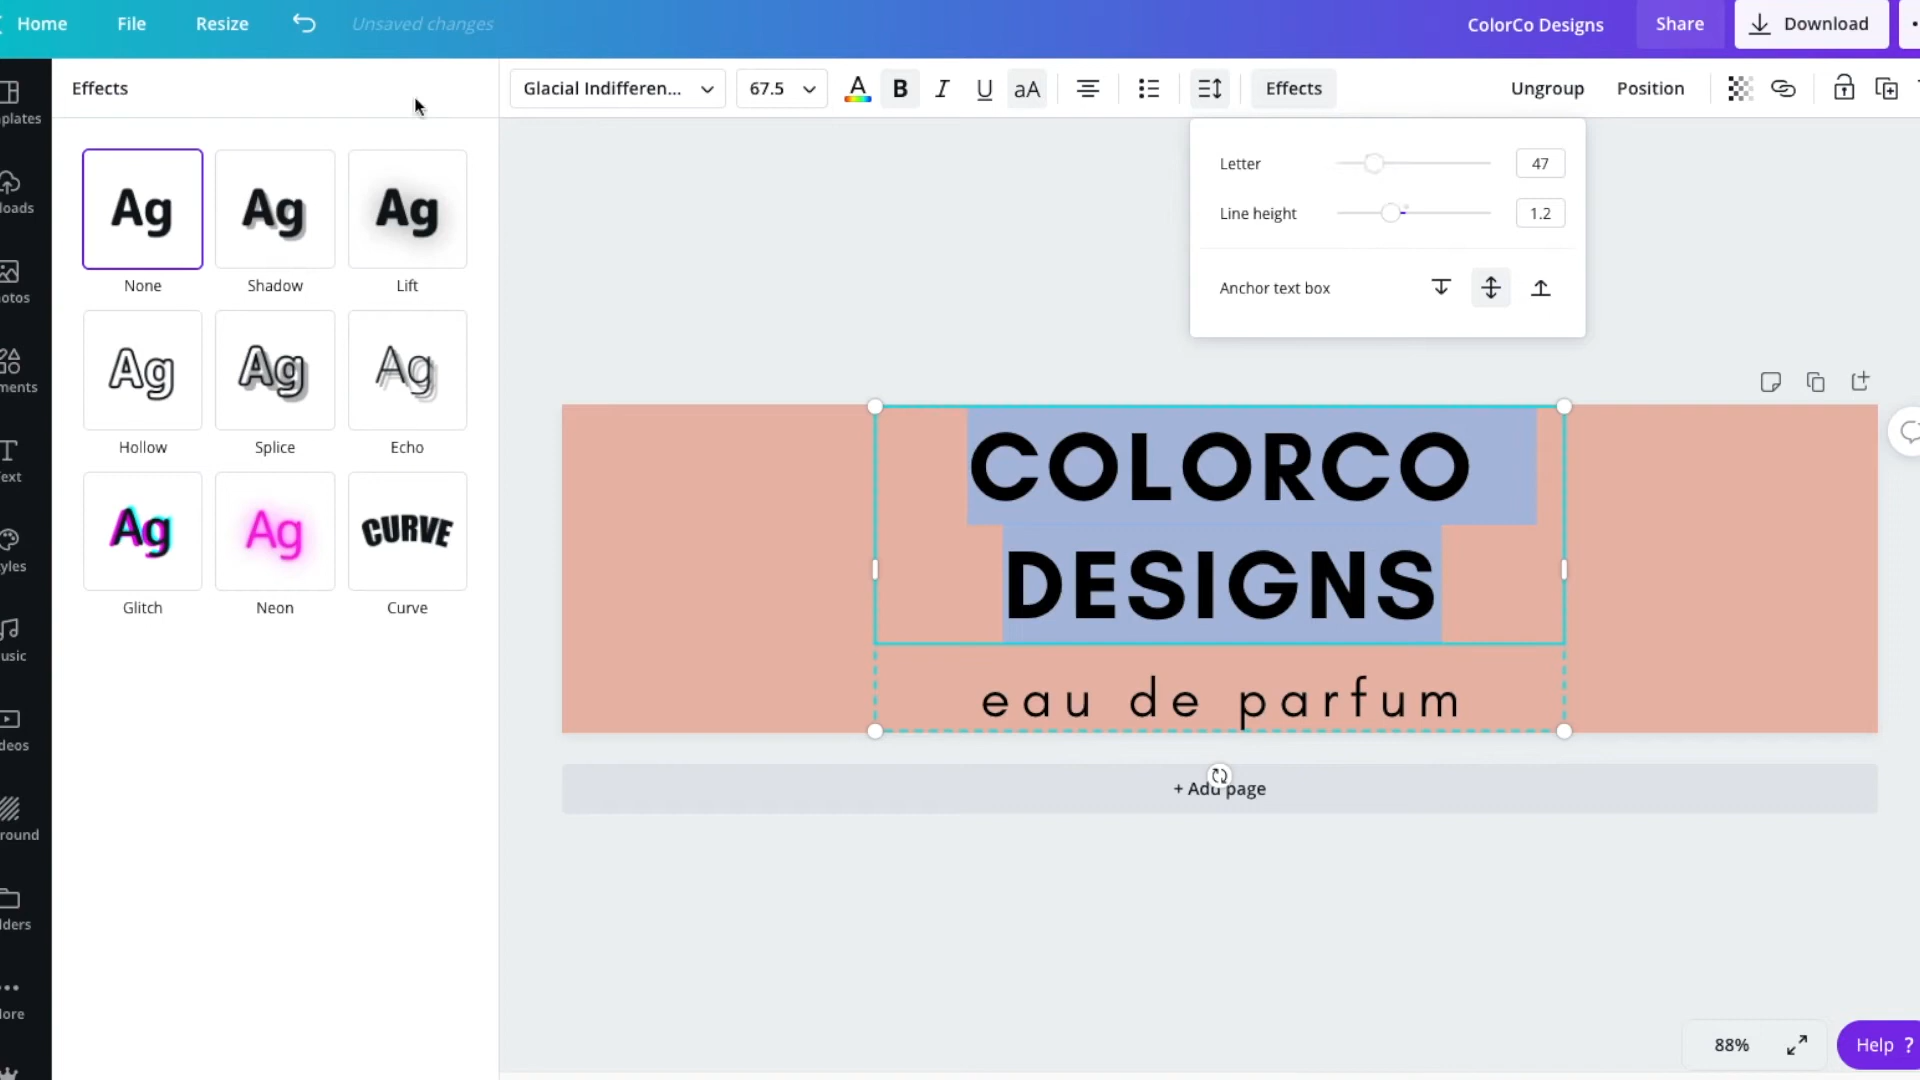 Home File Resize Unsaved changes ColorCo Designs Share Download
Effects
Glacial Indifferen... 67.5 A B I U aA Effects Ungroup Position
Ag Ag Ag
None Shadow Lift
Ag Ag Ag
Hollow Splice Echo
Ag Ag CURVE
Glitch Neon Curve
plates
loads
otos
ments
ext
yles
usic
deos
round
lders
lore
Letter 47
Line height 1.2
Anchor text box
COLORCO
DESIGNS
eau de parfum
+ Add page
88% Help ?